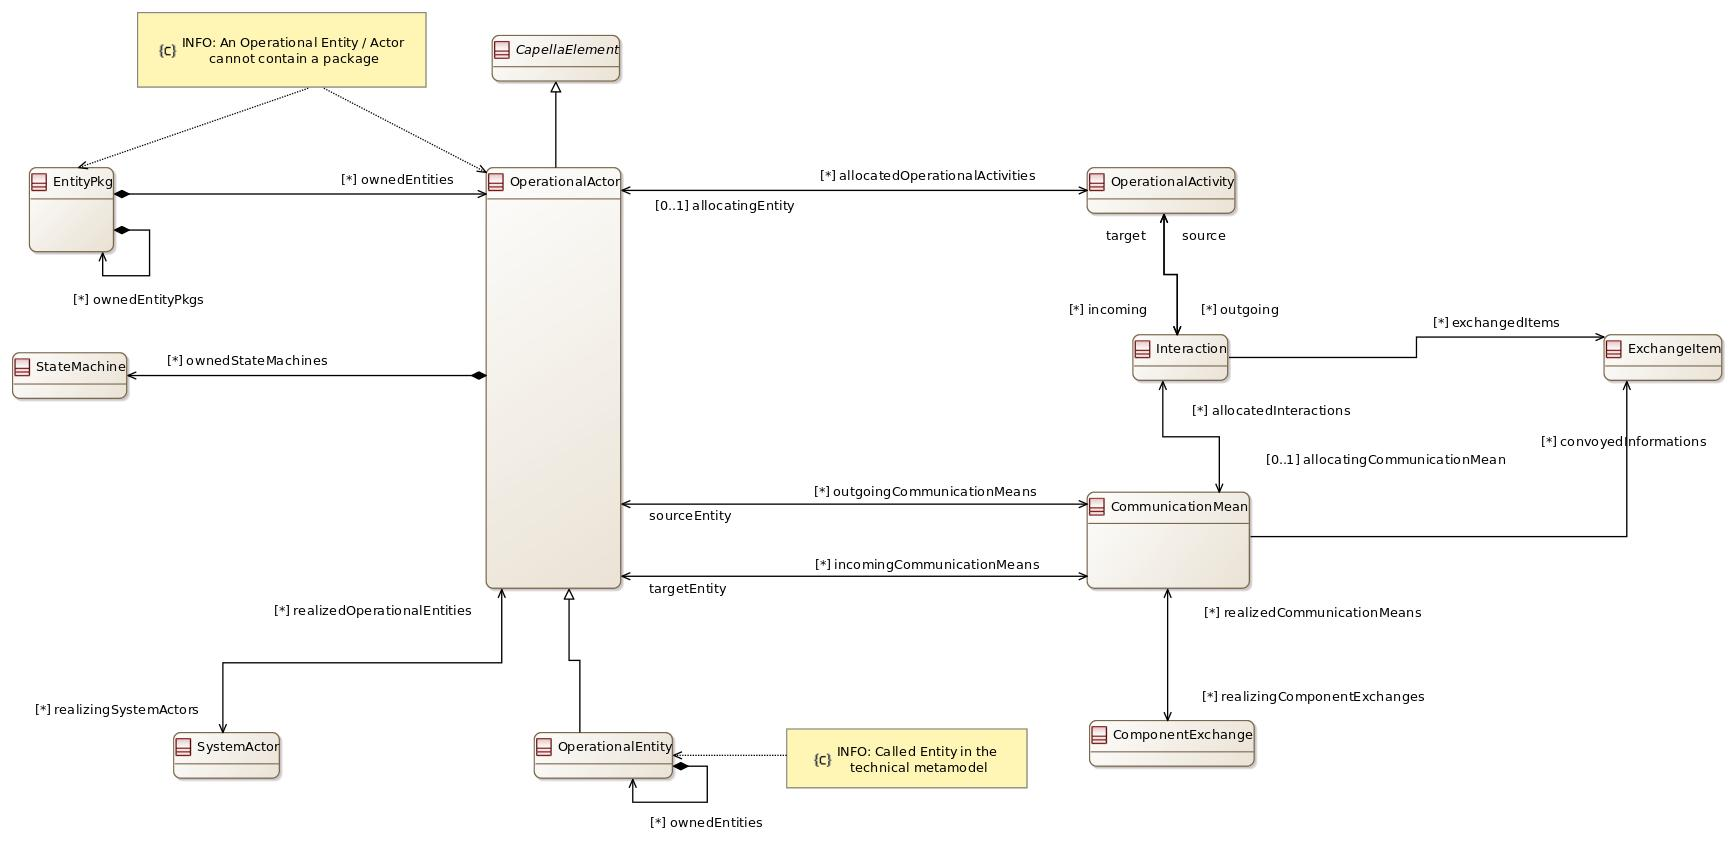 {c} INFO: An Operational Entity / Actor
cannot contain a package
CapellaElement
EntityPkg
[*] ownedEntities
OperationalActor
[*] allocatedOperationalActivities
[0..1] allocatingEntity
OperationalActivity
target
source
[*] ownedEntityPkgs
[*] incoming
[*] outgoing
[*] exchangedItems
StateMachine
[*] ownedStateMachines
Interaction
ExchangeItem
[*] allocatedInteractions
[*] convoyedInformations
[0..1] allocatingCommunicationMean
[*] outgoingCommunicationMeans
sourceEntity
CommunicationMean
[*] incomingCommunicationMeans
targetEntity
[*] realizedOperationalEntities
[*] realizedCommunicationMeans
[*] realizingSystemActors
[*] realizingComponentExchanges
SystemActor
OperationalEntity
{c} INFO: Called Entity in the
technical metamodel
ComponentExchange
[*] ownedEntities